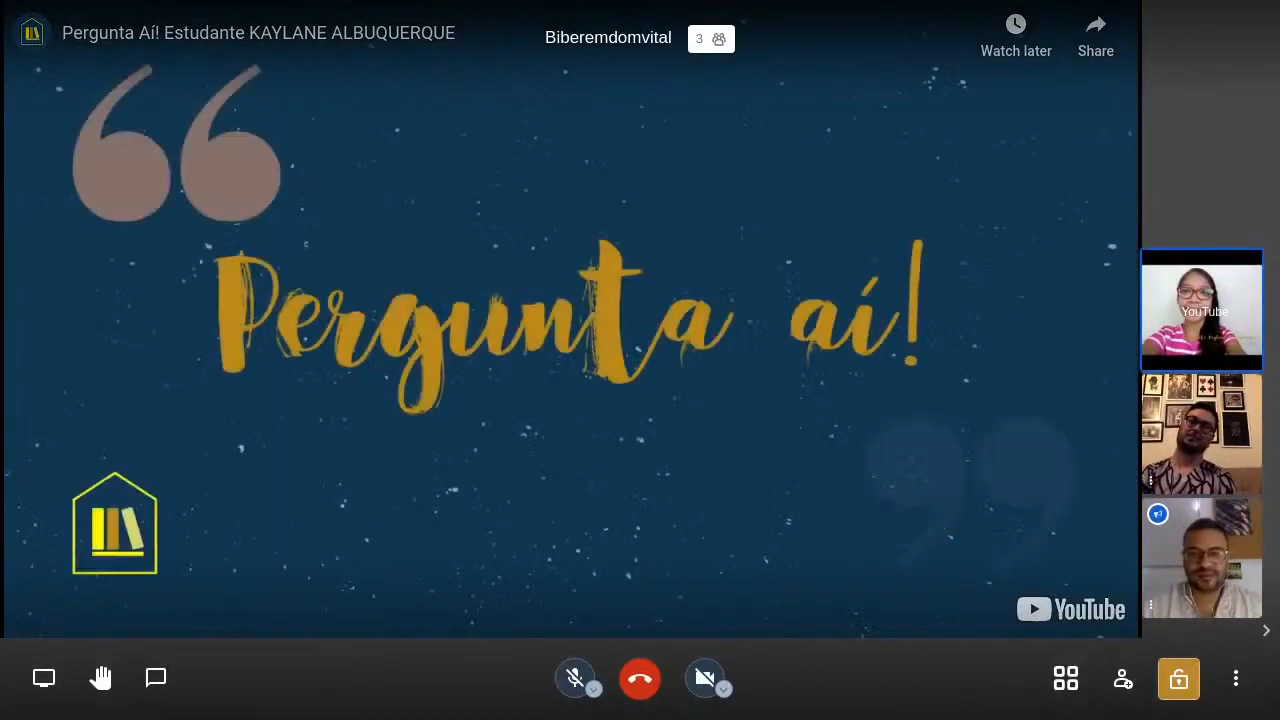 Pergunta Aí! Estudante KAYLANE ALBUQUERQUE
Biberemdomvital
3
Watch later
Share
Pergunta aí!
YouTube
YouTube